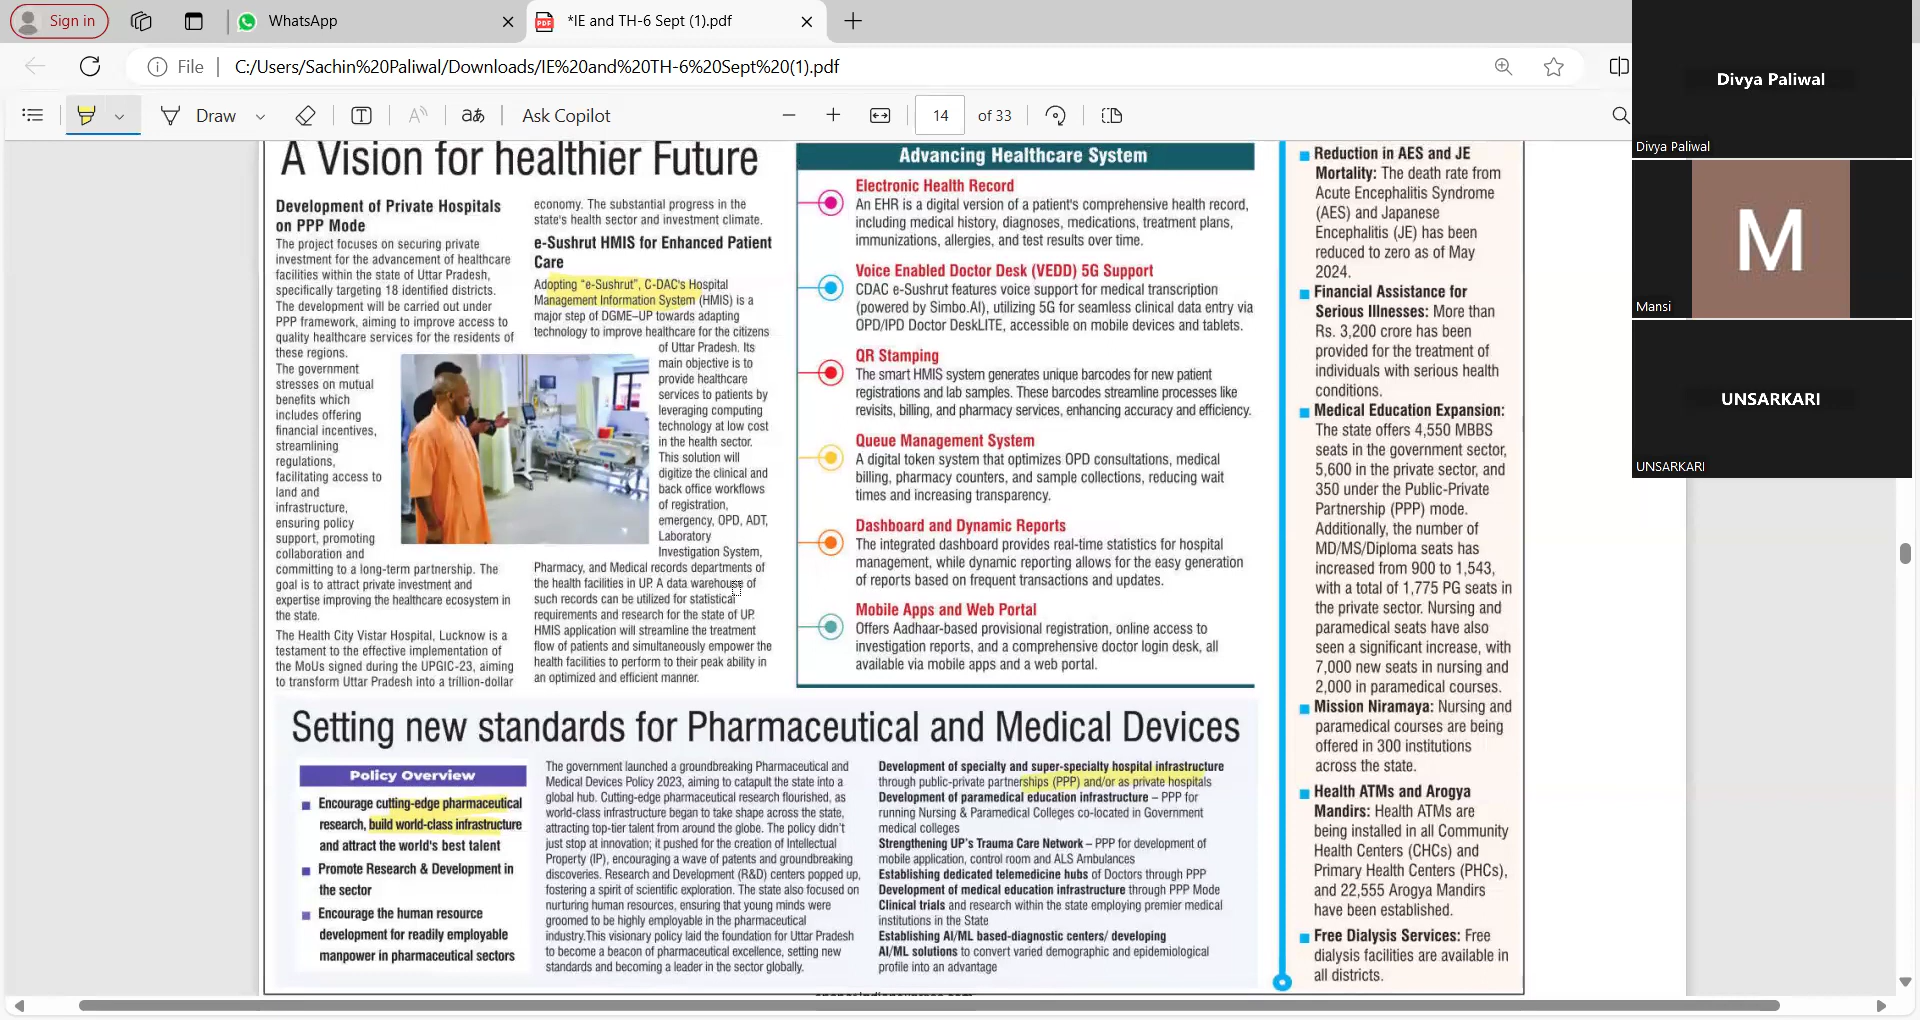 Sign in
WhatsApp
*IE and TH-6 Sept (1).pdf
File
C:/Users/Sachin%20Paliwal/Downloads/IE%20and%20TH-6%20Sept%20(1).pdf
Draw
Ask Copilot
14
of 33
A Vision for healthier Future
Development of Private Hospitals
on PPP Mode
The project focuses on securing private
investment for the advancement of healthcare
facilities within the state of Uttar Pradesh,
specifically targeting 18 identified districts.
The development will be carried out under
PPP framework, aiming to improve access to
quality healthcare services for the residents of
these regions.
The government
stresses on mutual
benefits which
includes offering
financial incentives,
streamlining
regulations,
facilitating access to
land and
infrastructure,
ensuring policy
support, promoting
collaboration and
committing to a long-term partnership. The
goal is to attract private investment and
expertise improving the healthcare ecosystem in
the state.
The Health City Vistar Hospital, Lucknow is a
testament to the effective implementation of
the MoUs signed during the UPGIC-23, aiming
to transform Uttar Pradesh into a trillion-dollar
economy. The substantial progress in the
state's health sector and investment climate.
e-Sushrut HMIS for Enhanced Patient
Care
Adopting “e-Sushrut”, C-DAC's Hospital
Management Information System (HMIS) is a
major step of DGME–UP towards adapting
technology to improve healthcare for the citizens
of Uttar Pradesh. Its
main objective is to
provide healthcare
services to patients by
leveraging computing
technology at low cost
in the health sector.
This solution will
digitize the clinical and
back office workflows
of registration,
emergency, OPD, ADT,
Laboratory
Investigation System,
Pharmacy, and Medical records departments of
the health facilities in UP. A data warehouse of
such records can be utilized for statistical
requirements and research for the state of UP.
HMIS application will streamline the treatment
flow of patients and simultaneously empower the
health facilities to perform to their peak ability in
an optimized and efficient manner.
Advancing Healthcare System
Electronic Health Record
An EHR is a digital version of a patient's comprehensive health record,
including medical history, diagnoses, medications, treatment plans,
immunizations, allergies, and test results over time.
Voice Enabled Doctor Desk (VEDD) 5G Support
CDAC e-Sushrut features voice support for medical transcription
(powered by Simbo.AI), utilizing 5G for seamless clinical data entry via
OPD/IPD Doctor DeskLITE, accessible on mobile devices and tablets.
QR Stamping
The smart HMIS system generates unique barcodes for new patient
registrations and lab samples. These barcodes streamline processes like
revisits, billing, and pharmacy services, enhancing accuracy and efficiency.
Queue Management System
A digital token system that optimizes OPD consultations, medical
billing, pharmacy counters, and sample collections, reducing wait
times and increasing transparency.
Dashboard and Dynamic Reports
The integrated dashboard provides real-time statistics for hospital
management, while dynamic reporting allows for the easy generation
of reports based on frequent transactions and updates.
Mobile Apps and Web Portal
Offers Aadhaar-based provisional registration, online access to
investigation reports, and a comprehensive doctor login desk, all
available via mobile apps and a web portal.
Setting new standards for Pharmaceutical and Medical Devices
Policy Overview
Encourage cutting-edge pharmaceutical
research, build world-class infrastructure
and attract the world's best talent
Promote Research & Development in
the sector
Encourage the human resource
development for readily employable
manpower in pharmaceutical sectors
The government launched a groundbreaking Pharmaceutical and
Medical Devices Policy 2023, aiming to catapult the state into a
global hub. Cutting-edge pharmaceutical research flourished, as
world-class infrastructure began to take shape across the state,
attracting top-tier talent from around the globe. The policy didn't
just stop at innovation; it pushed for the creation of Intellectual
Property (IP), encouraging a wave of patents and groundbreaking
discoveries. Research and Development (R&D) centers popped up,
fostering a spirit of scientific exploration. The state also focused on
nurturing human resources, ensuring that young minds were
groomed to be highly employable in the pharmaceutical
industry.This visionary policy laid the foundation for Uttar Pradesh
to become a beacon of pharmaceutical excellence, setting new
standards and becoming a leader in the sector globally.
Development of specialty and super-specialty hospital infrastructure
through public-private partnerships (PPP) and/or as private hospitals
Development of paramedical education infrastructure – PPP for
running Nursing & Paramedical Colleges co-located in Government
medical colleges
Strengthening UP's Trauma Care Network – PPP for development of
mobile application, control room and ALS Ambulances
Establishing dedicated telemedicine hubs of Doctors through PPP
Development of medical education infrastructure through PPP Mode
Clinical trials and research within the state employing premier medical
institutions in the State
Establishing AI/ML based-diagnostic centers/ developing
AI/ML solutions to convert varied demographic and epidemiological
profile into an advantage
Reduction in AES and JE
Mortality: The death rate from
Acute Encephalitis Syndrome
(AES) and Japanese
Encephalitis (JE) has been
reduced to zero as of May
2024.
Financial Assistance for
Serious Illnesses: More than
Rs. 3,200 crore has been
provided for the treatment of
individuals with serious health
conditions.
Medical Education Expansion:
The state offers 4,550 MBBS
seats in the government sector,
5,600 in the private sector, and
350 under the Public-Private
Partnership (PPP) mode.
Additionally, the number of
MD/MS/Diploma seats has
increased from 900 to 1,543,
with a total of 1,775 PG seats in
the private sector. Nursing and
paramedical seats have also
seen a significant increase, with
7,000 new seats in nursing and
2,000 in paramedical courses.
Mission Niramaya: Nursing and
paramedical courses are being
offered in 300 institutions
across the state.
Health ATMs and Arogya
Mandirs: Health ATMs are
being installed in all Community
Health Centers (CHCs) and
Primary Health Centers (PHCs),
and 22,555 Arogya Mandirs
have been established.
Free Dialysis Services: Free
dialysis facilities are available in
all districts.
Divya Paliwal
Divya Paliwal
M
Mansi
UNSARKARI
UNSARKARI